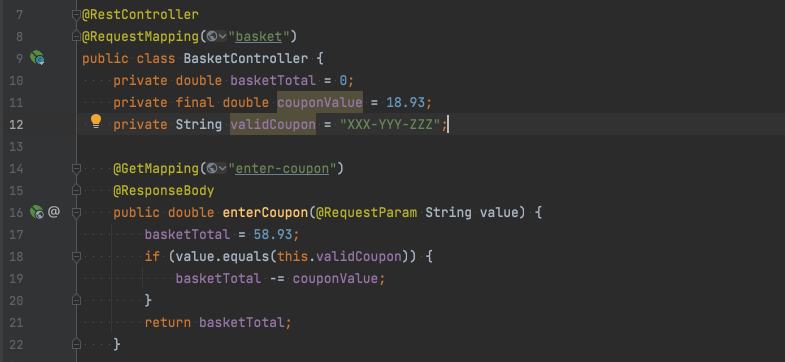 7 @RestController
8 @RequestMapping("basket")
9 public class BasketController {
10 private double basketTotal = 0;
11 private final double couponValue = 18.93;
12 private String validCoupon = "XXX-YYY-ZZZ";
13
14 @GetMapping("enter-coupon")
15 @ResponseBody
16 @ public double enterCoupon(@RequestParam String value) {
17 basketTotal = 58.93;
18 if (value.equals(this.validCoupon)) {
19 basketTotal -= couponValue;
20 }
21 return basketTotal;
22 }